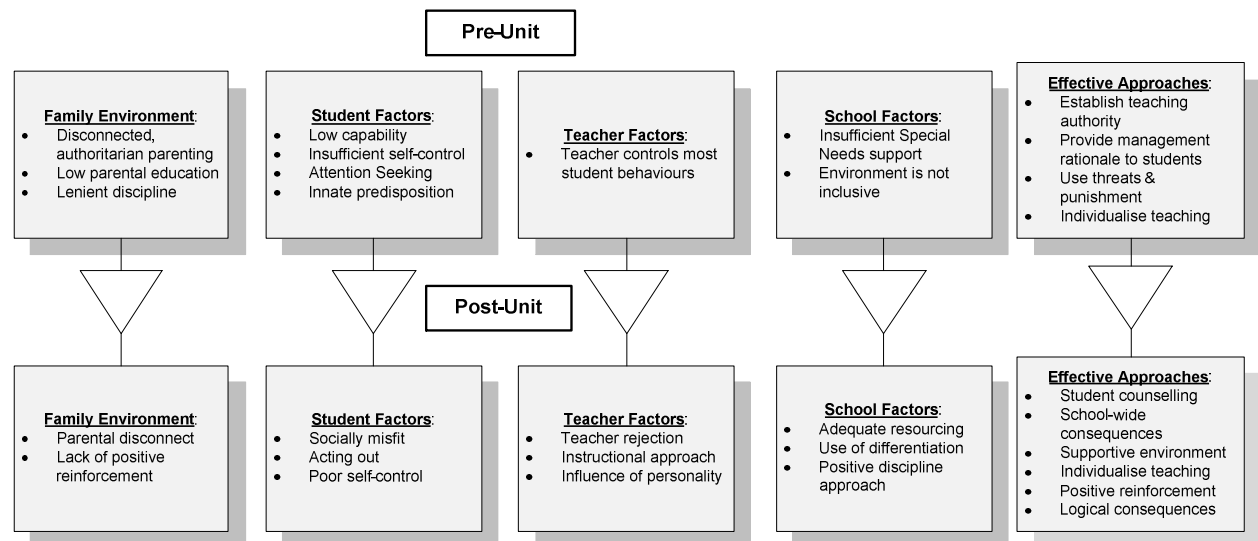 Pre-Unit
Family Environment:
• Disconnected,
authoritarian parenting
• Low parental education
• Lenient discipline
Student Factors:
• Low capability
• Insufficient self-control
• Attention Seeking
• Innate predisposition
Teacher Factors:
• Teacher controls most
student behaviours
School Factors:
• Insufficient Special
Needs support
• Environment is not
inclusive
Effective Approaches:
• Establish teaching
authority
• Provide management
rationale to students
• Use threats &
punishment
• Individualise teaching
Post-Unit
Family Environment:
• Parental disconnect
• Lack of positive
reinforcement
Student Factors:
• Socially misfit
• Acting out
• Poor self-control
Teacher Factors:
• Teacher rejection
• Instructional approach
• Influence of personality
School Factors:
• Adequate resourcing
• Use of differentiation
• Positive discipline
approach
Effective Approaches:
• Student counselling
• School-wide
consequences
• Supportive environment
• Individualise teaching
• Positive reinforcement
• Logical consequences